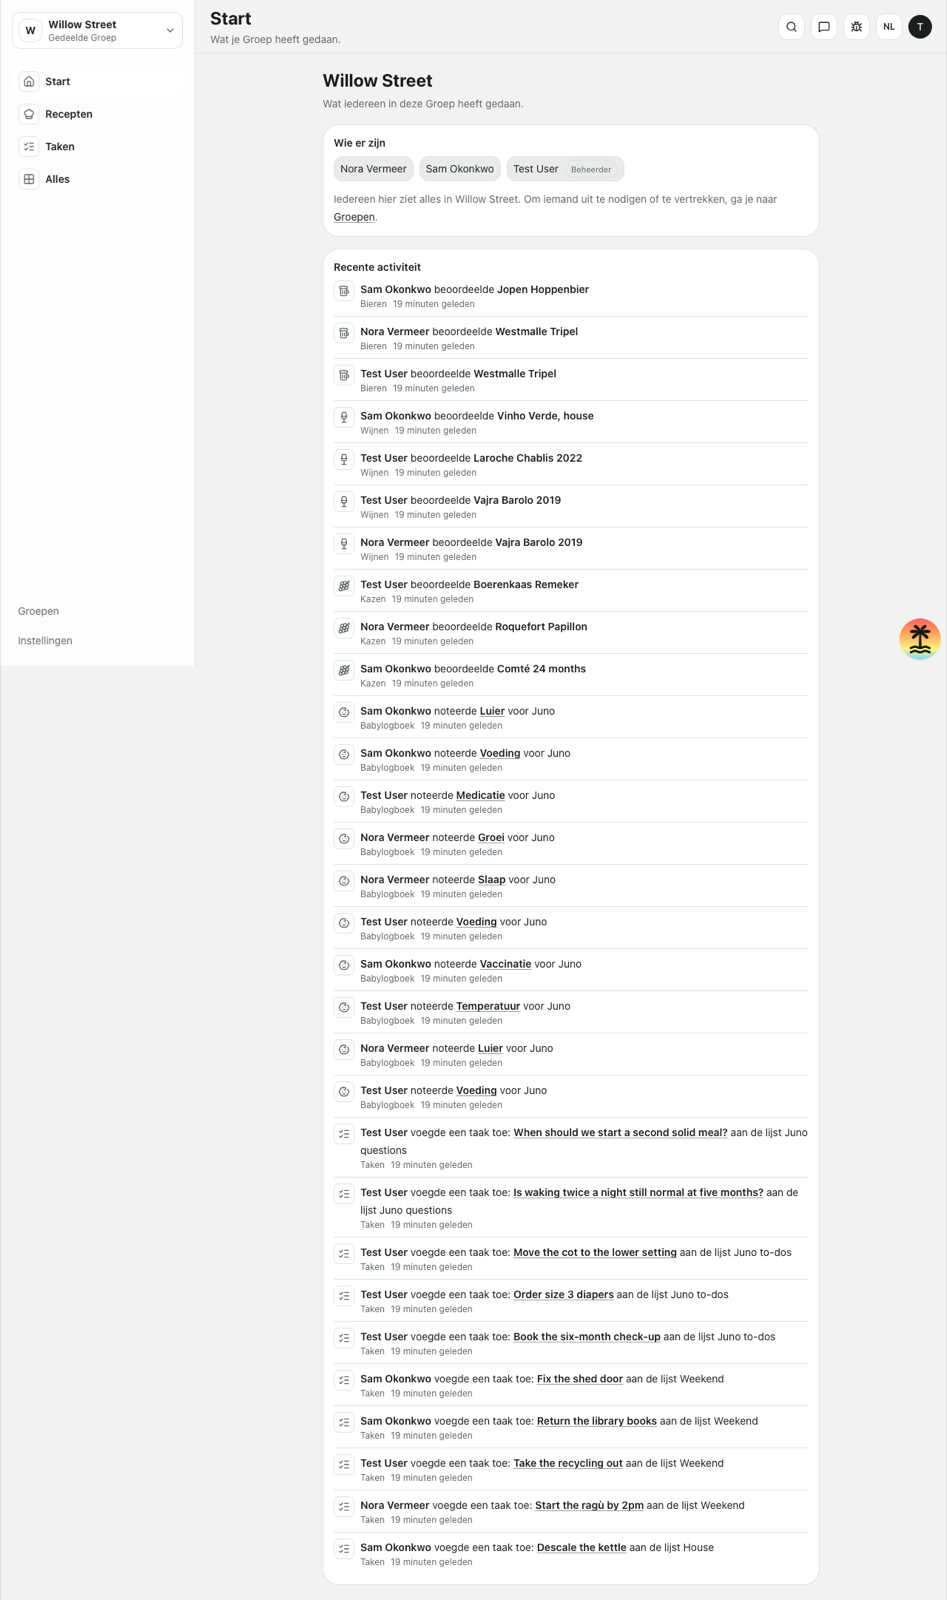 W
Willow Street
Gedeelde Groep
Start
Recepten
Taken
Alles
Groepen
Instellingen
Start
Wat je Groep heeft gedaan.
NL
T
Willow Street
Wat iedereen in deze Groep heeft gedaan.
Wie er zijn
Nora Vermeer
Sam Okonkwo
Test User Beheerder
Iedereen hier ziet alles in Willow Street. Om iemand uit te nodigen of te vertrekken, ga je naar
Groepen.
Recente activiteit
Sam Okonkwo beoordeelde Jopen Hoppenbier
Bieren 19 minuten geleden
Nora Vermeer beoordeelde Westmalle Tripel
Bieren 19 minuten geleden
Test User beoordeelde Westmalle Tripel
Bieren 19 minuten geleden
Sam Okonkwo beoordeelde Vinho Verde, house
Wijnen 19 minuten geleden
Test User beoordeelde Laroche Chablis 2022
Wijnen 19 minuten geleden
Test User beoordeelde Vajra Barolo 2019
Wijnen 19 minuten geleden
Nora Vermeer beoordeelde Vajra Barolo 2019
Wijnen 19 minuten geleden
Test User beoordeelde Boerenkaas Remeker
Kazen 19 minuten geleden
Nora Vermeer beoordeelde Roquefort Papillon
Kazen 19 minuten geleden
Sam Okonkwo beoordeelde Comté 24 months
Kazen 19 minuten geleden
Sam Okonkwo noteerde Luier voor Juno
Babylogboek 19 minuten geleden
Sam Okonkwo noteerde Voeding voor Juno
Babylogboek 19 minuten geleden
Test User noteerde Medicatie voor Juno
Babylogboek 19 minuten geleden
Nora Vermeer noteerde Groei voor Juno
Babylogboek 19 minuten geleden
Nora Vermeer noteerde Slaap voor Juno
Babylogboek 19 minuten geleden
Test User noteerde Voeding voor Juno
Babylogboek 19 minuten geleden
Sam Okonkwo noteerde Vaccinatie voor Juno
Babylogboek 19 minuten geleden
Test User noteerde Temperatuur voor Juno
Babylogboek 19 minuten geleden
Nora Vermeer noteerde Luier voor Juno
Babylogboek 19 minuten geleden
Test User noteerde Voeding voor Juno
Babylogboek 19 minuten geleden
Test User voegde een taak toe: When should we start a second solid meal? aan de lijst Juno
questions
Taken 19 minuten geleden
Test User voegde een taak toe: Is waking twice a night still normal at five months? aan de
lijst Juno questions
Taken 19 minuten geleden
Test User voegde een taak toe: Move the cot to the lower setting aan de lijst Juno to-dos
Taken 19 minuten geleden
Test User voegde een taak toe: Order size 3 diapers aan de lijst Juno to-dos
Taken 19 minuten geleden
Test User voegde een taak toe: Book the six-month check-up aan de lijst Juno to-dos
Taken 19 minuten geleden
Sam Okonkwo voegde een taak toe: Fix the shed door aan de lijst Weekend
Taken 19 minuten geleden
Sam Okonkwo voegde een taak toe: Return the library books aan de lijst Weekend
Taken 19 minuten geleden
Test User voegde een taak toe: Take the recycling out aan de lijst Weekend
Taken 19 minuten geleden
Nora Vermeer voegde een taak toe: Start the ragù by 2pm aan de lijst Weekend
Taken 19 minuten geleden
Sam Okonkwo voegde een taak toe: Descale the kettle aan de lijst House
Taken 19 minuten geleden